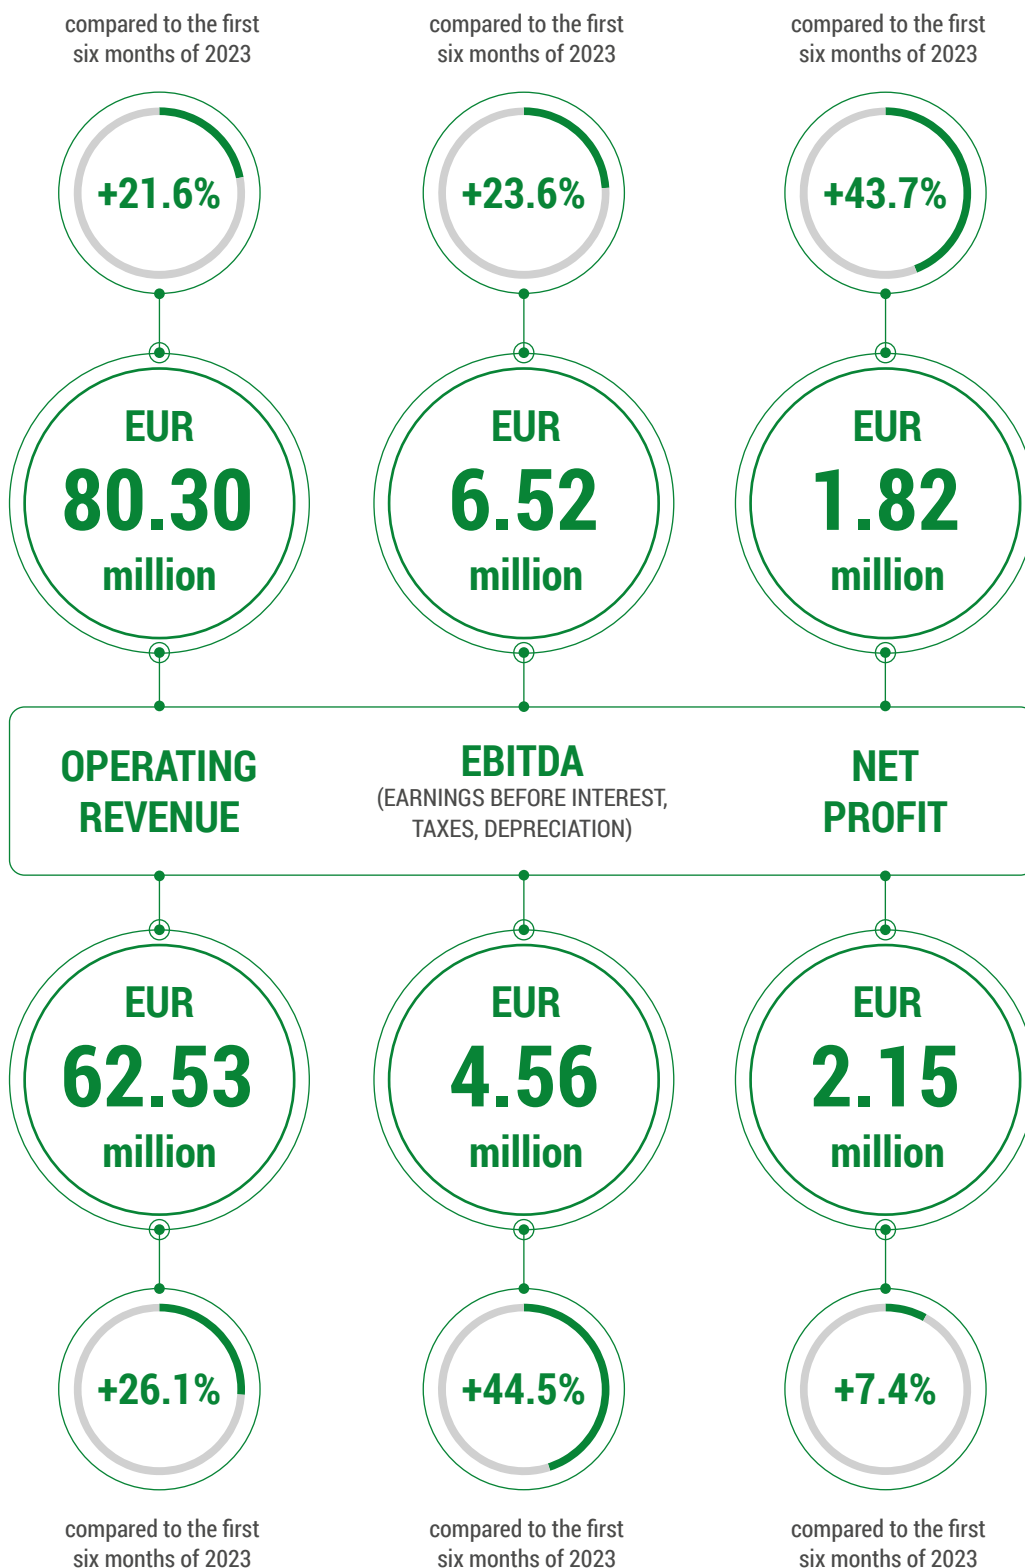 compared to the first
six months of 2023
compared to the first
six months of 2023
compared to the first
six months of 2023
+21.6%
+23.6%
+43.7%
EUR
80.30
million
EUR
6.52
million
EUR
1.82
million
OPERATING
REVENUE
EBITDA
(EARNINGS BEFORE INTEREST,
TAXES, DEPRECIATION)
NET
PROFIT
EUR
62.53
million
EUR
4.56
million
EUR
2.15
million
+26.1%
+44.5%
+7.4%
compared to the first
six months of 2023
compared to the first
six months of 2023
compared to the first
six months of 2023